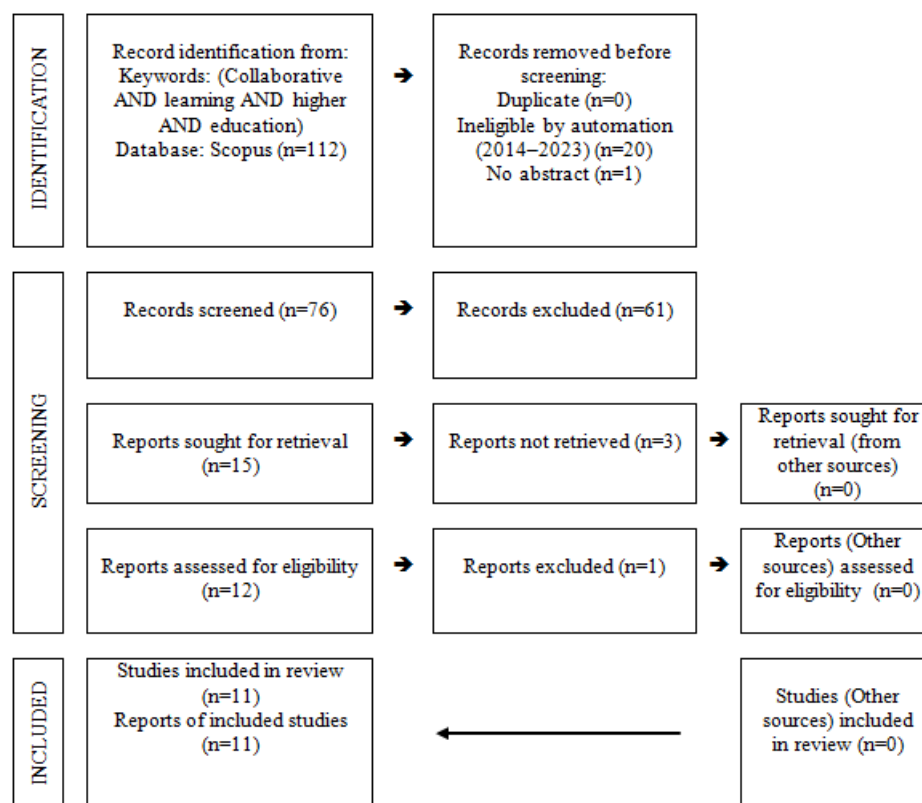 IDENTIFICATION
Record identification from:
Keywords: (Collaborative
AND learning AND higher
AND education)
Database: Scopus (n=112)
➔
Records removed before
screening:
Duplicate (n=0)
Ineligible by automation
(2014–2023) (n=20)
No abstract (n=1)
SCREENING
Records screened (n=76)
➔
Records excluded (n=61)
Reports sought for retrieval
(n=15)
➔
Reports not retrieved (n=3)
➔
Reports sought for
retrieval (from
other sources)
(n=0)
Reports assessed for eligibility
(n=12)
➔
Reports excluded (n=1)
➔
Reports (Other
sources) assessed
for eligibility (n=0)
INCLUDED
Studies included in review
(n=11)
Reports of included studies
(n=11)
Studies (Other
sources) included
in review (n=0)